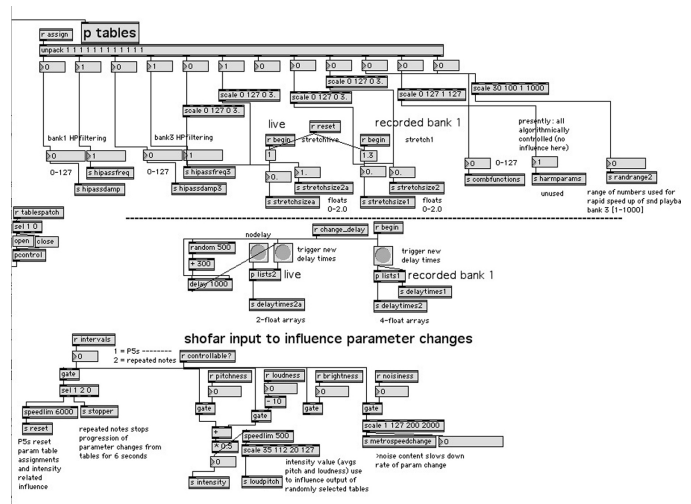 r assign
p tables
unpack 1 1 1 1 1 1 1 1 1 1 1 1
0 1 0 1 0 1 0 0 0 0 0 0
scale 0 127 0 3.
scale 30 100 1 1000
scale 0 127 0 3.
scale 0 127 0 3.
scale 0 127 1 127
scale 0 127 0 3.
live
r reset
recorded bank 1
presently: all
algorithmically
controlled (no
influence here)
bank1 HPfiltering
bank3 HPfiltering
r begin
stretchlive
r begin
stretch1
1
1.3
0 1
0 1
0 0-127
1
0
0-127
s hipassfreq
0-127
s hipassfreq3
0. 1.
0. 0.
s combfunctions
s harmparams
s randrange2
s hipassdamp
s hipassdamp3
s stretchsize2a
s stretchsize2
s stretchsizea
floats
0-2.0
s stretchsize1
floats
0-2.0
unused
range of numbers used for
rapid speed up of snd playba
bank 3 [1-1000]
r tablespatch
sel 1 0
open
close
pcontrol
nodelay
r change_delay
r begin
random 500
+ 300
delay 1000
trigger new
delay times
trigger new
delay times
p lists2
live
p lists1
recorded bank 1
s delaytimes1
s delaytimes2a
s delaytimes2
2-float arrays
4-float arrays
shofar input to influence parameter changes
r intervals
0
1 = P5s --------
2 = repeated notes
r controllable?
gate
sel 1 2 0
r pitchness
r loudness
r brightness
r noisiness
0
0
0
0
- 10
speedlim 6000
s stopper
gate
gate
gate
gate
s reset
repeated notes stops
progression of
parameter changes from
tables for 6 seconds
P5s reset
param table
assignments
and intensity
related
influence
+
speedlim 500
scale 1 127 200 2000
* 0.5
scale 35 112 20 127
s metrospeedchange
0
0
s intensity
s loudpitch
intensity value (avgs
pitch and loudness) use
to influence output of
randomly selected tables
>noise content slows down
rate of param change